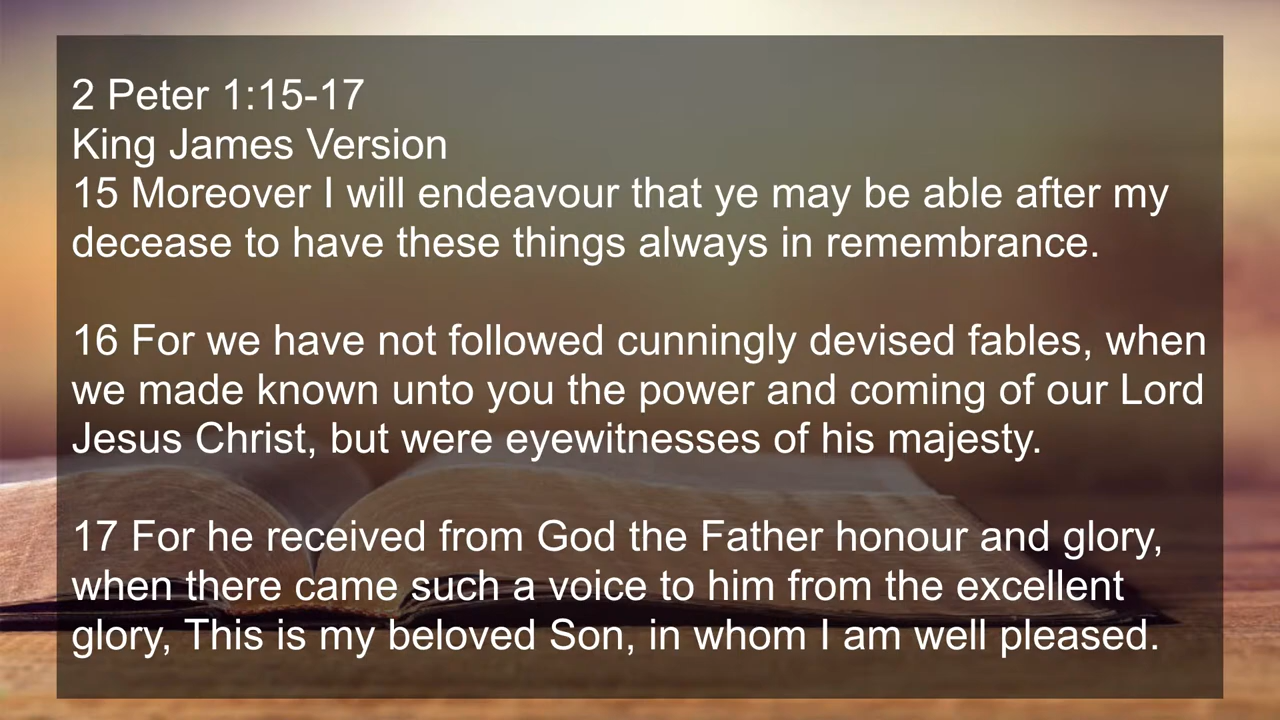 2 Peter 1:15-17
King James Version
15 Moreover I will endeavour that ye may be able after my
decease to have these things always in remembrance.
16 For we have not followed cunningly devised fables, when
we made known unto you the power and coming of our Lord
Jesus Christ, but were eyewitnesses of his majesty.
17 For he received from God the Father honour and glory,
when there came such a voice to him from the excellent
glory, This is my beloved Son, in whom I am well pleased.